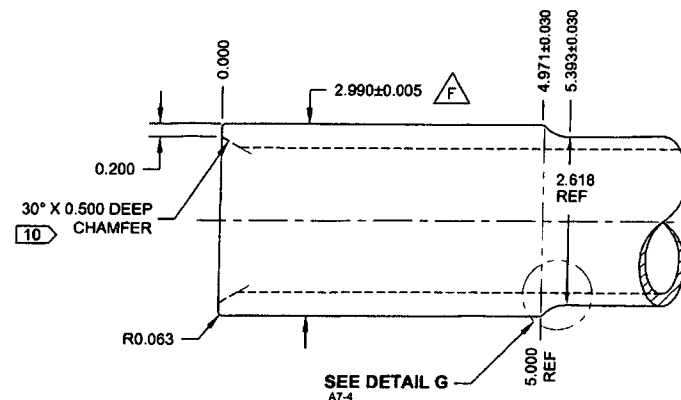 0.000
4.971±0.030
5.393±0.030
2.990±0.005
F
0.200
2.618
REF
30° X 0.500 DEEP
CHAMFER
10
R0.063
5.000
REF
SEE DETAIL G
A7-4